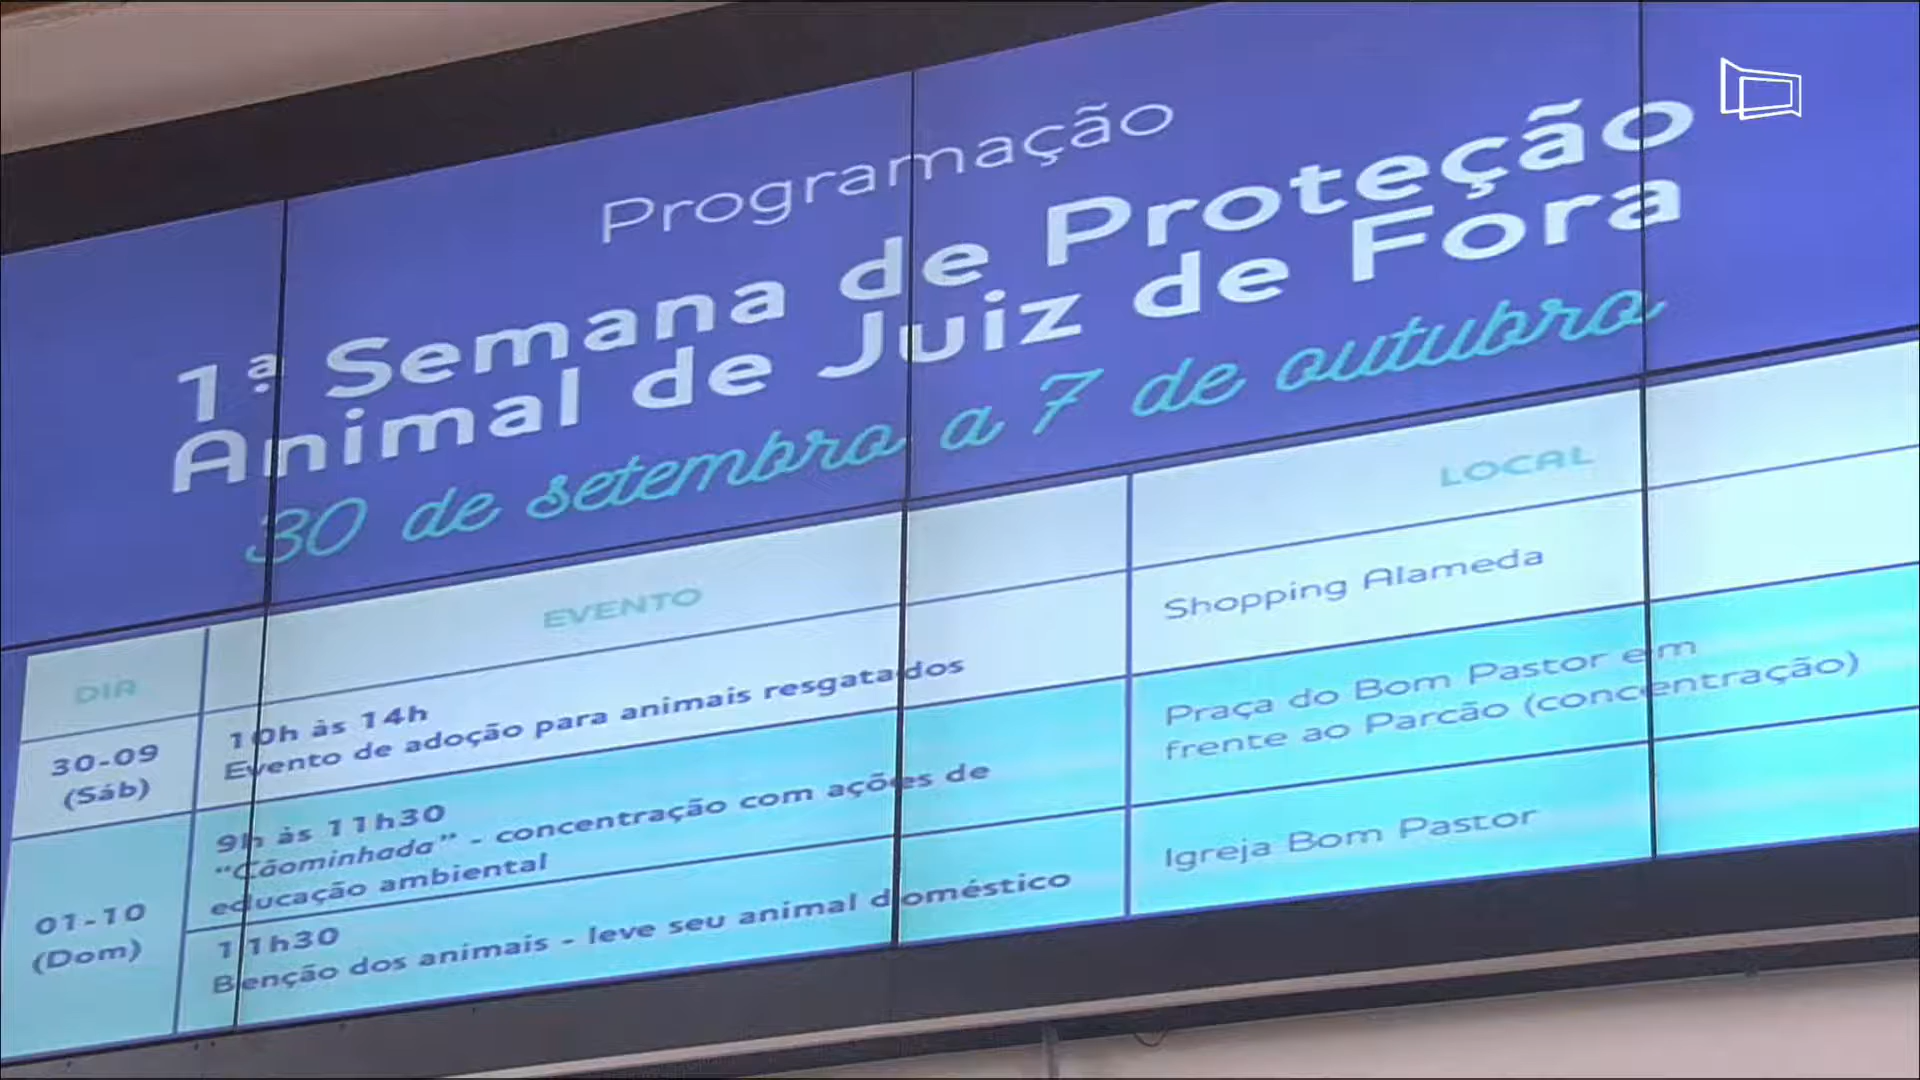 Programação
1ª Semana de Proteção
Animal de Juiz de Fora
30 de setembro a 7 de outubro
DIA
EVENTO
LOCAL
30-09
(Sáb)
10h às 14h
Evento de adoção para animais resgatados
Shopping Alameda
01-10
(Dom)
9h às 11h30
“Cãominhada” - concentração com ações de
educação ambiental
Praça do Bom Pastor em
frente ao Parcão (concentração)
11h30
Benção dos animais - leve seu animal doméstico
Igreja Bom Pastor